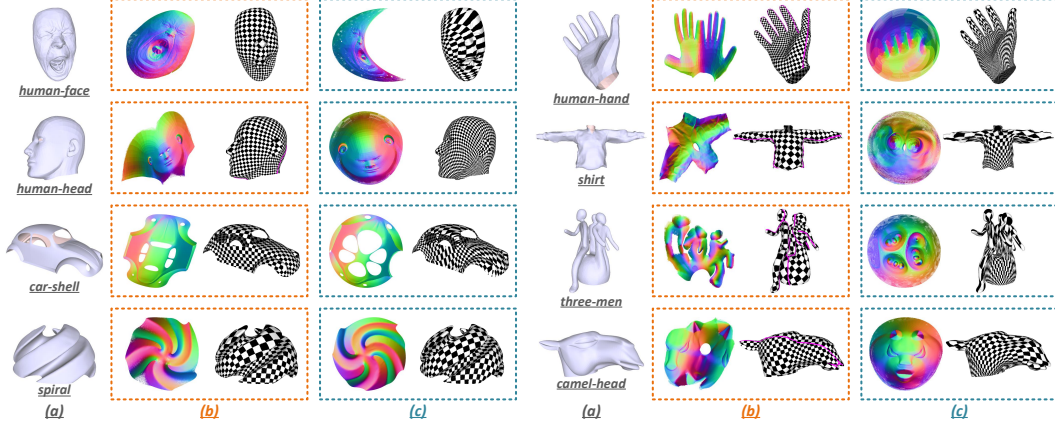 human-face
human-hand
human-head
shirt
car-shell
three-men
spiral
camel-head
(a)
(b)
(c)
(a)
(b)
(c)